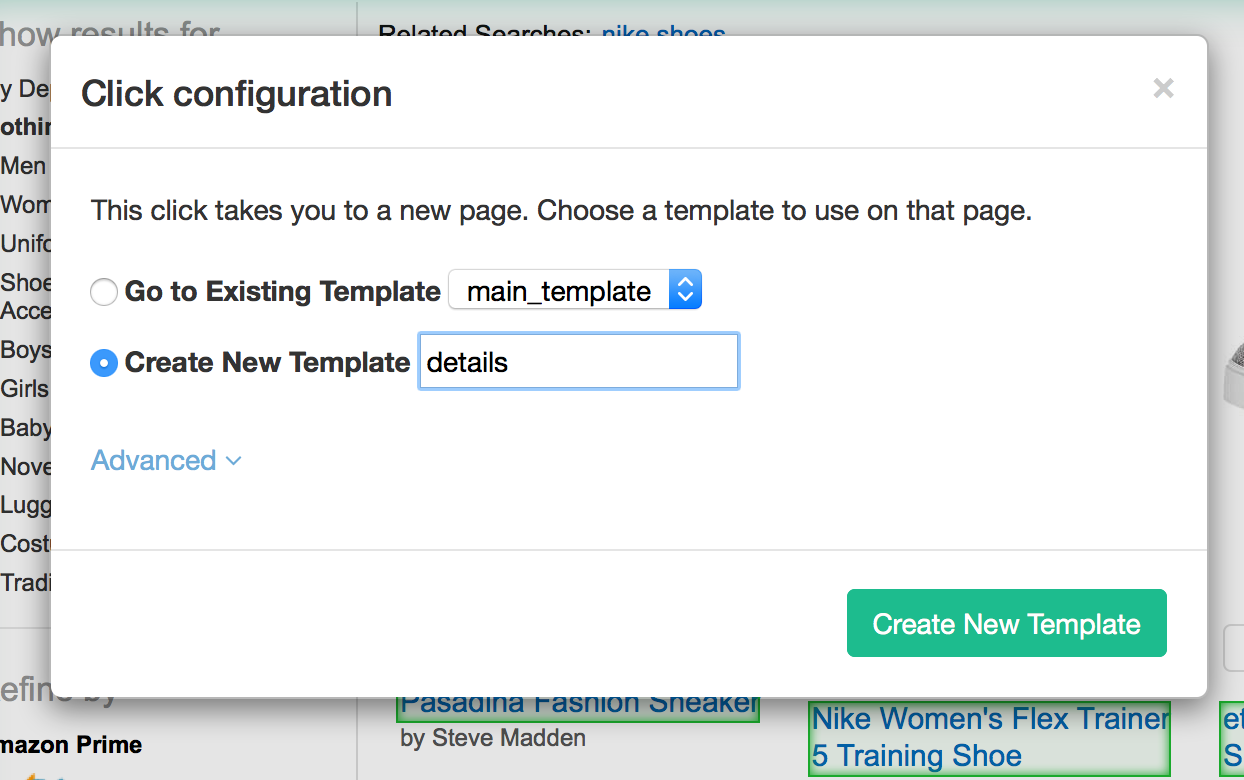 how results for
Related Searches: nike shoes
Click configuration
×
y De
othin
Men
Wom
Unifo
Shoe
Acce
Boys
Girls
Baby
Nove
Lugg
Costu
Tradi
This click takes you to a new page. Choose a template to use on that page.
Go to Existing Template main_template
Create New Template details
Advanced
Create New Template
efine by
mazon Prime
Pasadina Fashion Sneaker
by Steve Madden
Nike Women's Flex Trainer
5 Training Shoe
et
S